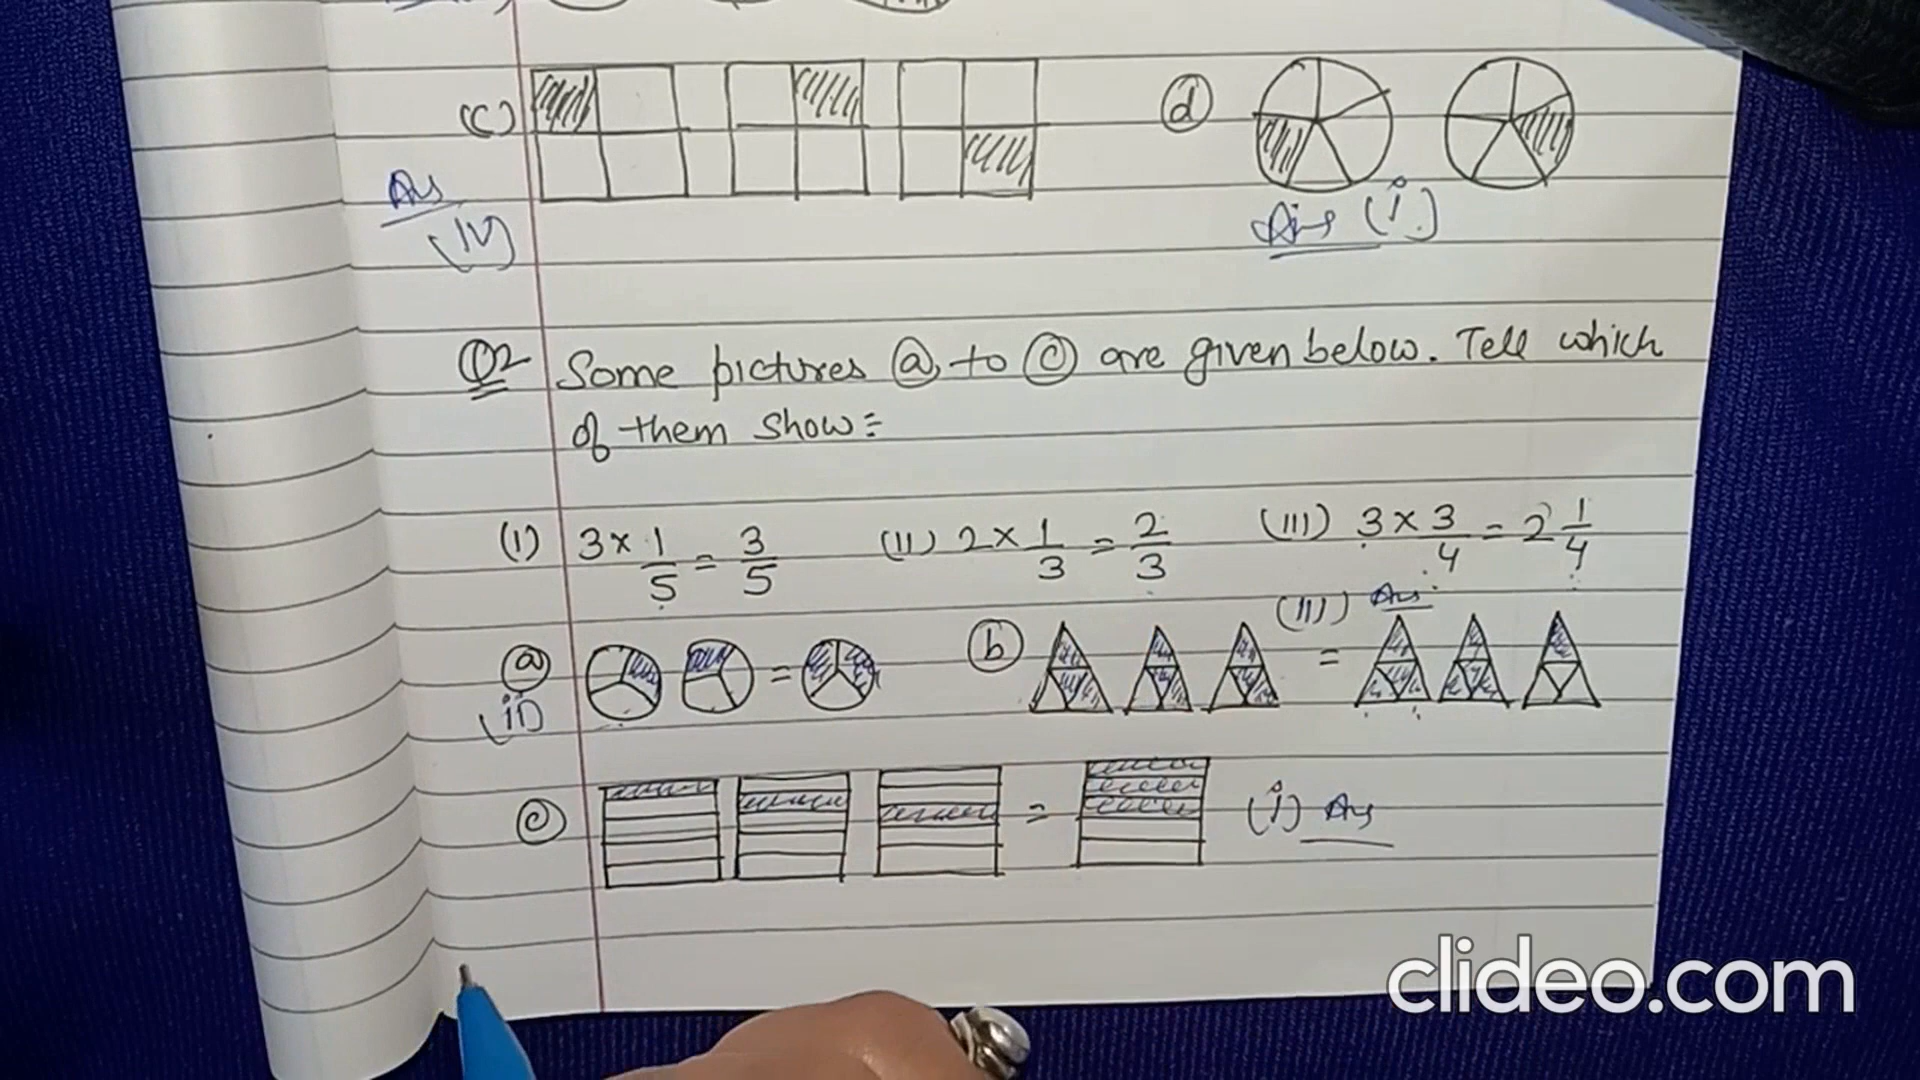 (c) (d)
Ans (iv) Ans (i)
Q2 Some pictures (a) to (c) are given below. Tell which
of them show:
(I) 3 × 1/5 = 3/5 (II) 2 × 1/3 = 2/3 (III) 3 × 3/4 = 2 1/4
(III) Ans
(a) = (b) =
(ii)
(c) = (i) Ans
clideo.com